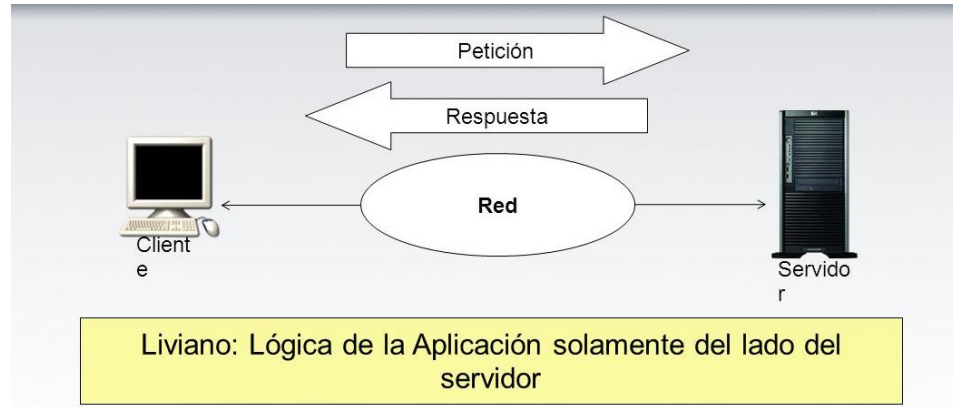 Petición
Respuesta
Red
Client
e
Servido
r
Liviano: Lógica de la Aplicación solamente del lado del
servidor